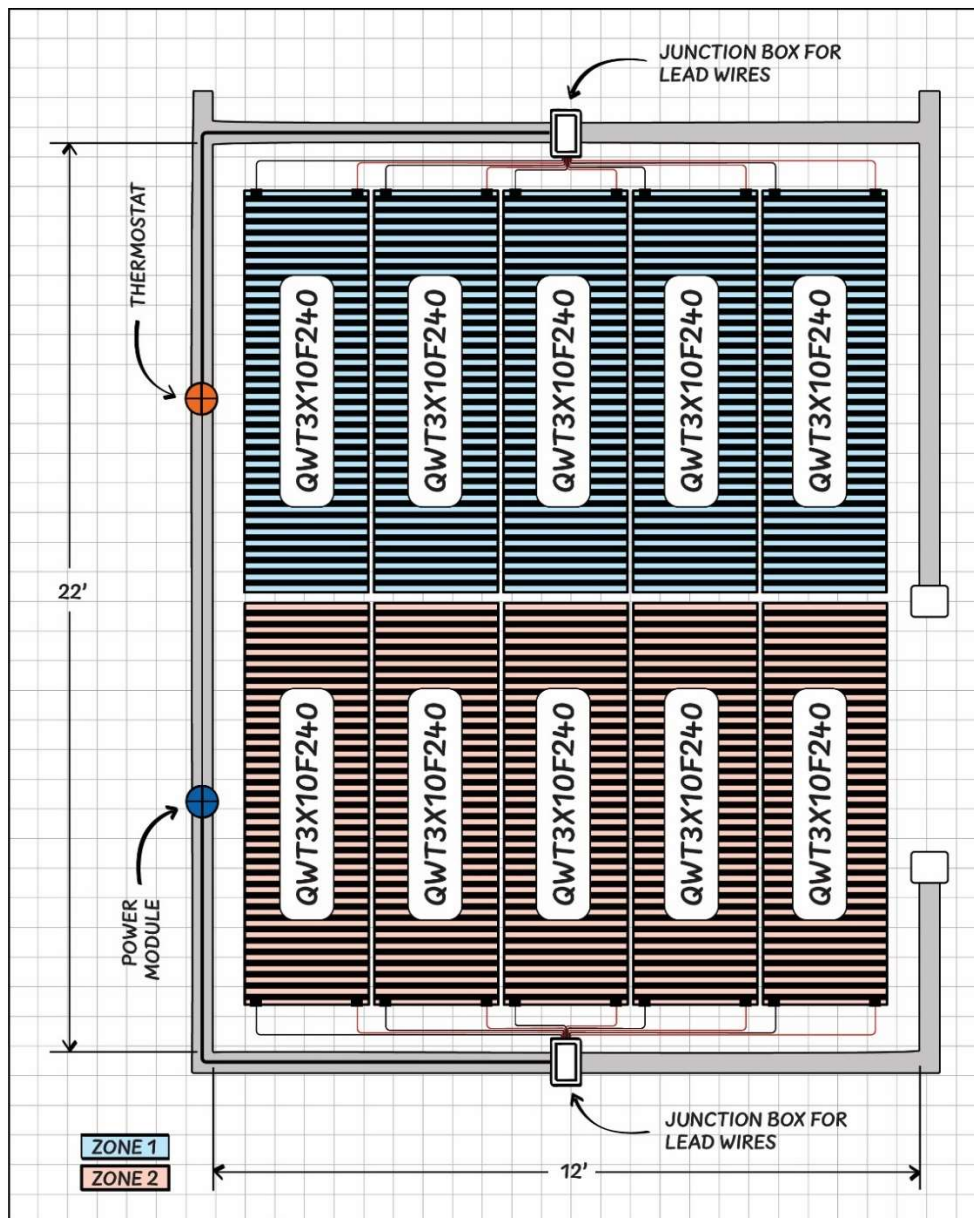 JUNCTION BOX FOR
LEAD WIRES
THERMOSTAT
QWT3X10F240
QWT3X10F240
QWT3X10F240
QWT3X10F240
QWT3X10F240
22'
QWT3X10F240
QWT3X10F240
QWT3X10F240
QWT3X10F240
QWT3X10F240
POWER
MODULE
JUNCTION BOX FOR
LEAD WIRES
ZONE 1
ZONE 2
12'